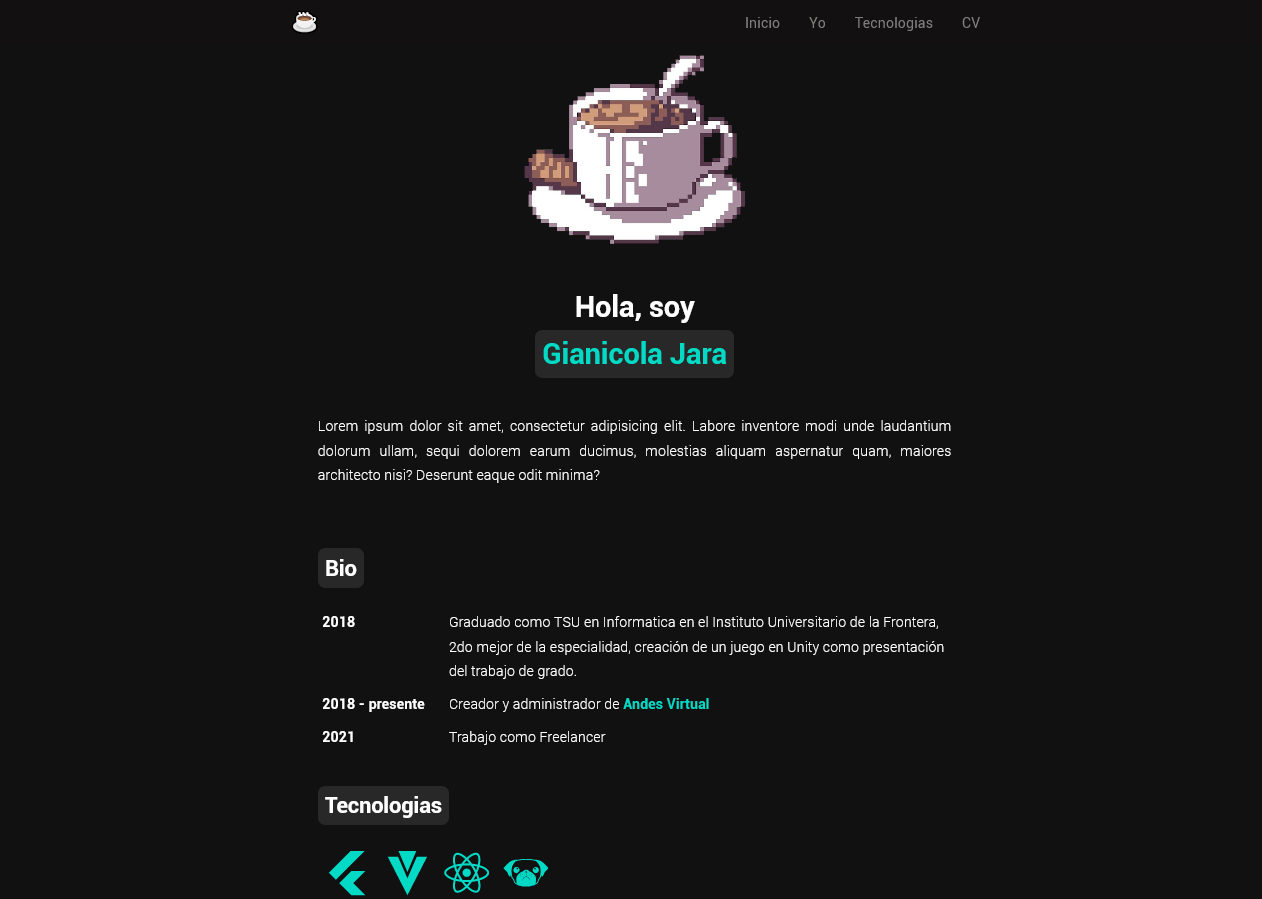 Inicio Yo Tecnologias CV
Hola, soy
Gianicola Jara
Lorem ipsum dolor sit amet, consectetur adipisicing elit. Labore inventore modi unde laudantium
dolorum ullam, sequi dolorem earum ducimus, molestias aliquam aspernatur quam, maiores
architecto nisi? Deserunt eaque odit minima?
Bio
2018 Graduado como TSU en Informatica en el Instituto Universitario de la Frontera,
2do mejor de la especialidad, creación de un juego en Unity como presentación
del trabajo de grado.
2018 - presente Creador y administrador de Andes Virtual
2021 Trabajo como Freelancer
Tecnologias